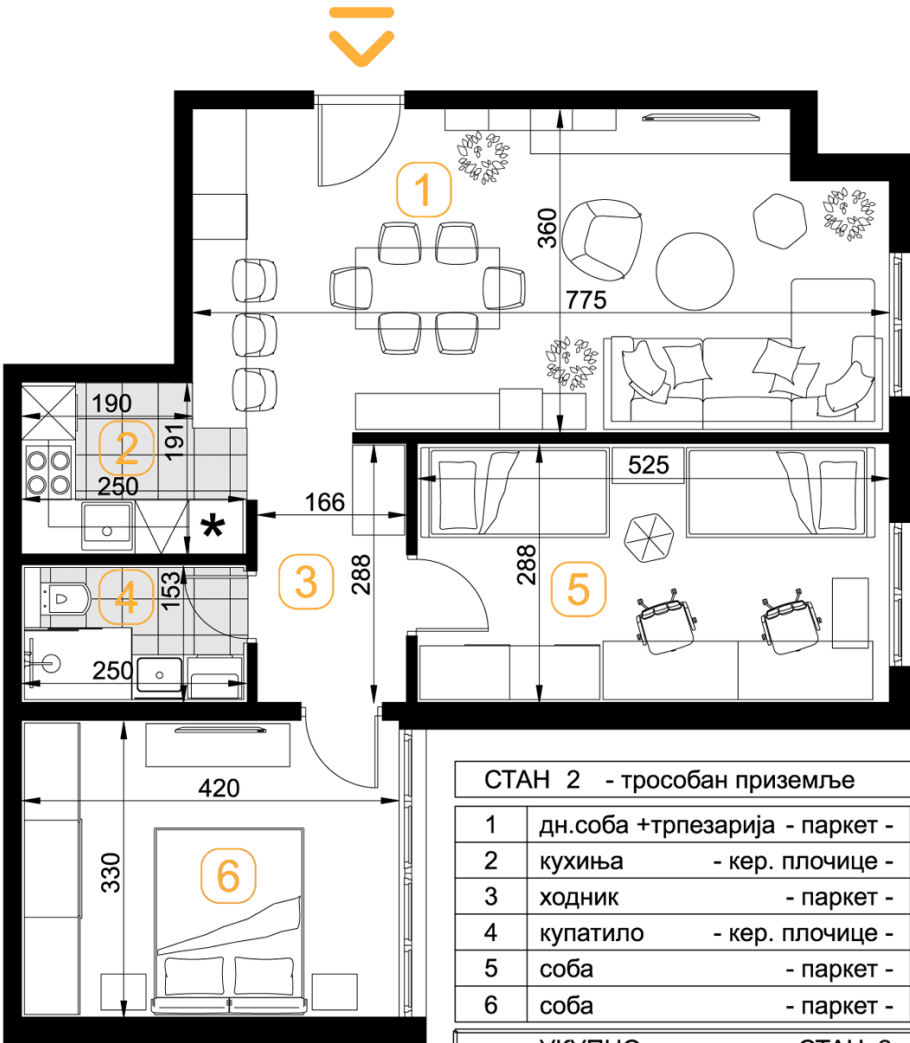 1
360
775
190
191
2
250
*
166
525
3
288
288
5
4
153
250
420
330
6
СТАН 2 - трособан приземље
1 дн.соба +трпезарија - паркет -
2 кухиња - кер. плочице -
3 ходник - паркет -
4 купатило - кер. плочице -
5 соба - паркет -
6 соба - паркет -